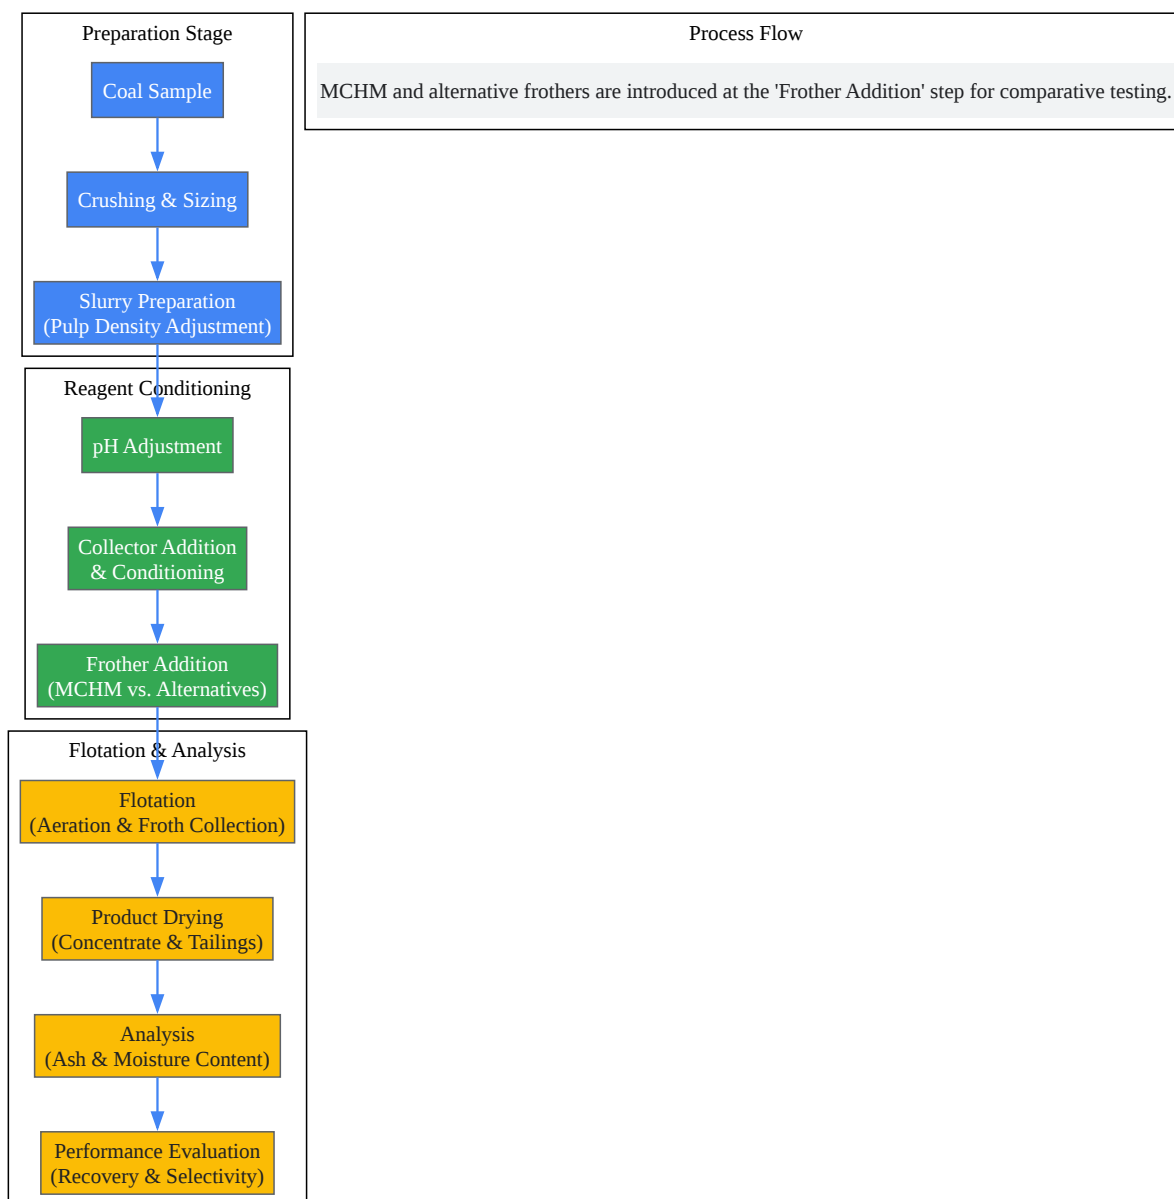 Preparation Stage
Coal Sample
Crushing & Sizing
Slurry Preparation
(Pulp Density Adjustment)
Reagent Conditioning
pH Adjustment
Collector Addition
& Conditioning
Frother Addition
(MCHM vs. Alternatives)
Flotation & Analysis
Flotation
(Aeration & Froth Collection)
Product Drying
(Concentrate & Tailings)
Analysis
(Ash & Moisture Content)
Performance Evaluation
(Recovery & Selectivity)
Process Flow
MCHM and alternative frothers are introduced at the 'Frother Addition' step for comparative testing.